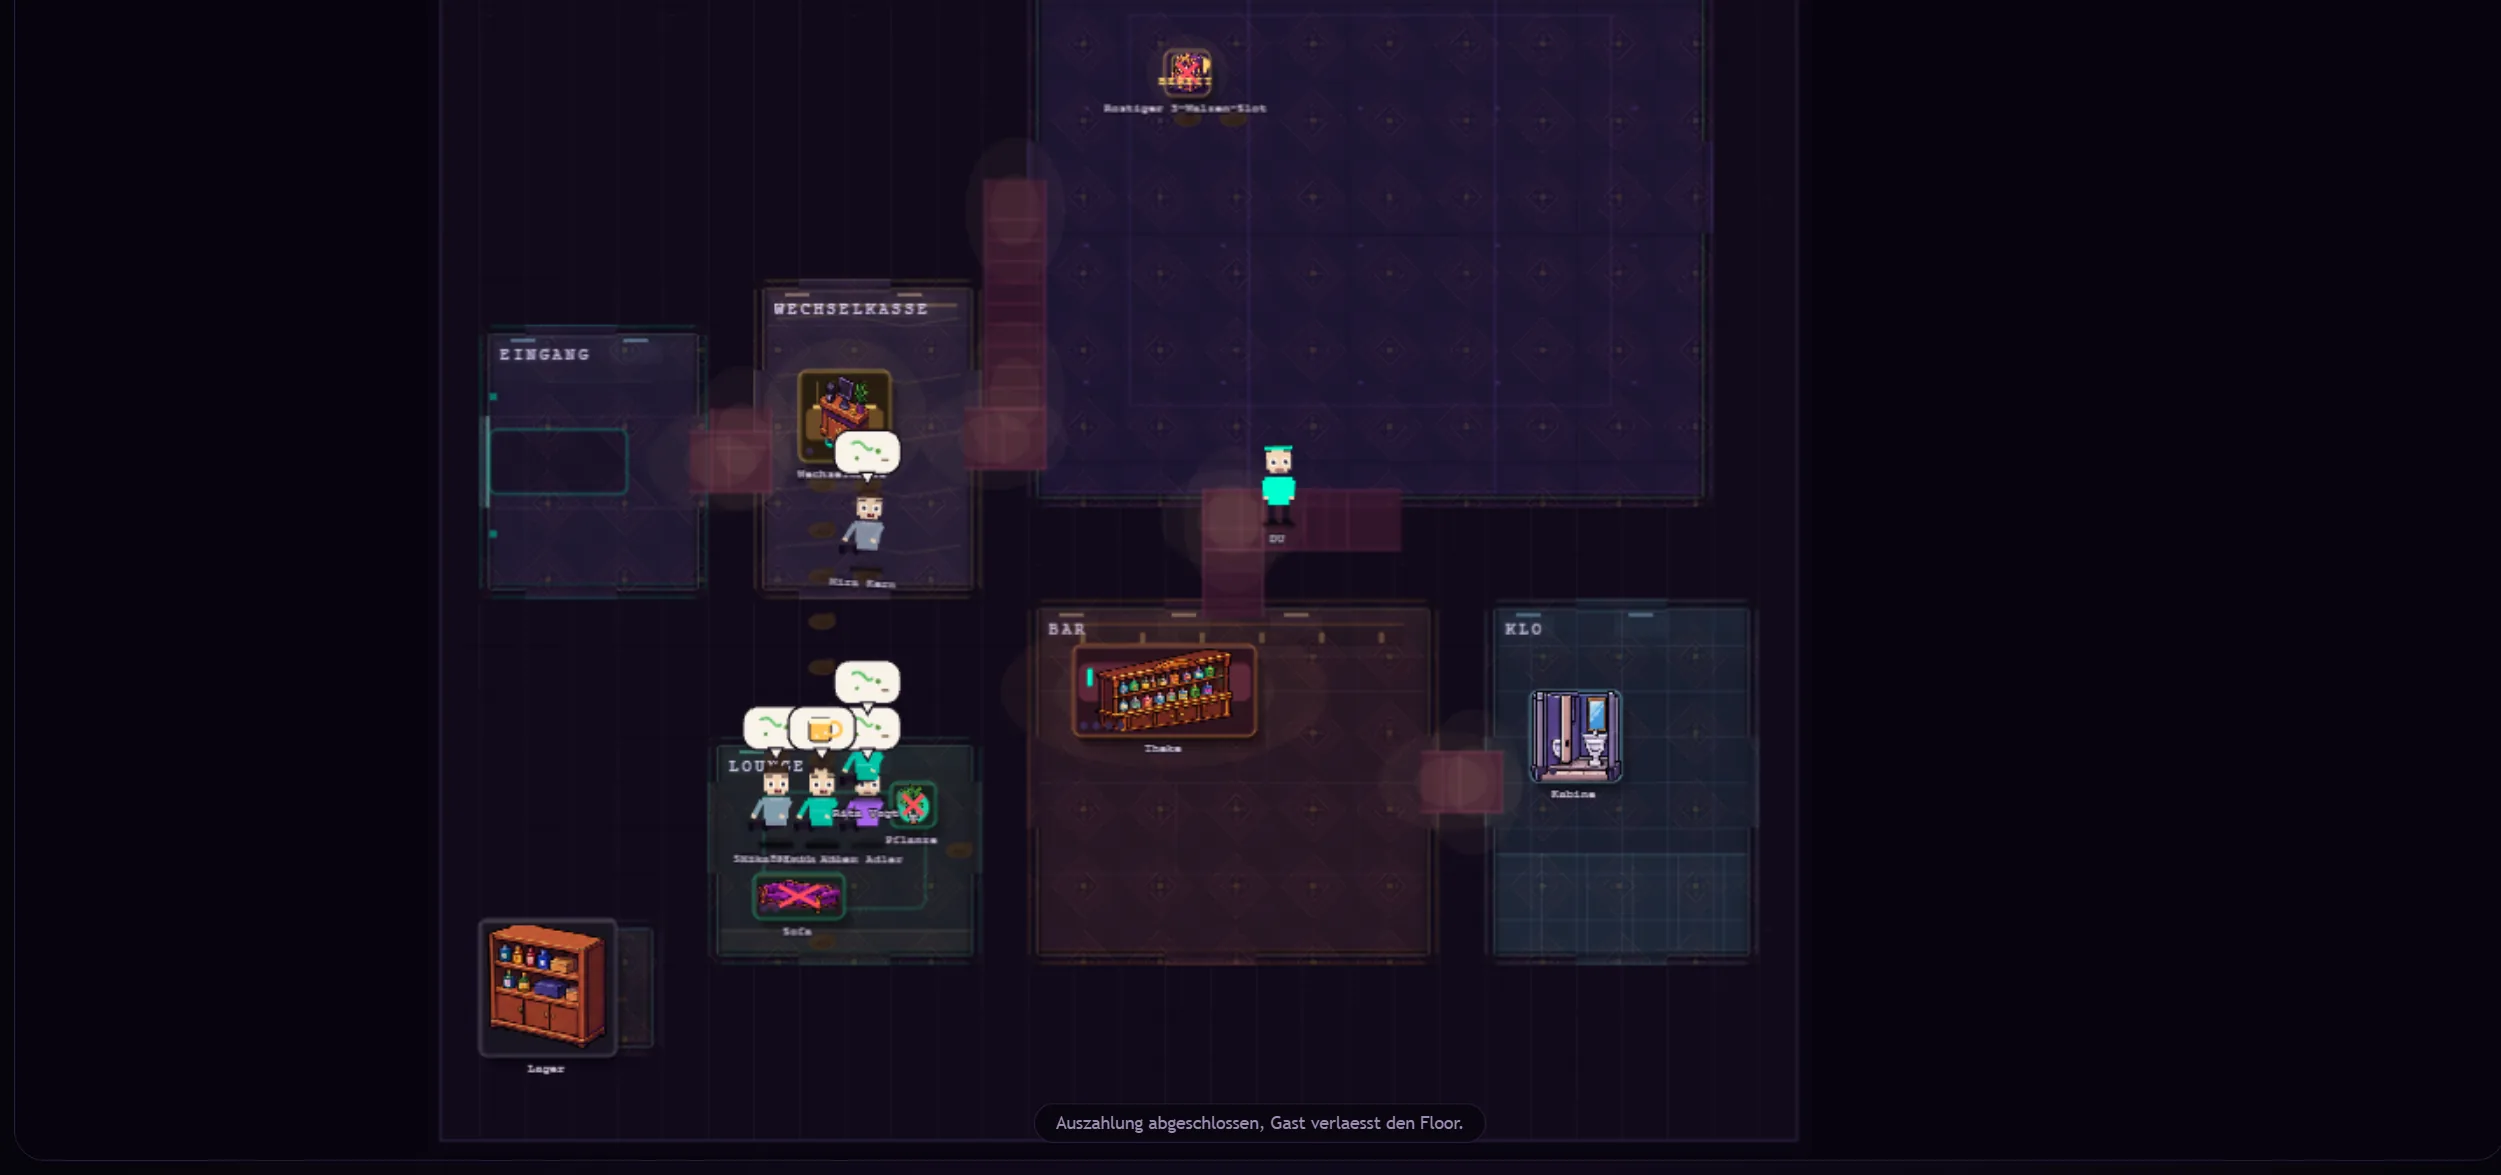 Rostiger 3-Walzen-Slot
WECHSELKASSE
EINGANG
DU
BAR
KLO
Theke
LOUNGE
Kabine
Pflanze
Adler
Sofa
Lager
Auszahlung abgeschlossen, Gast verlaesst den Floor.